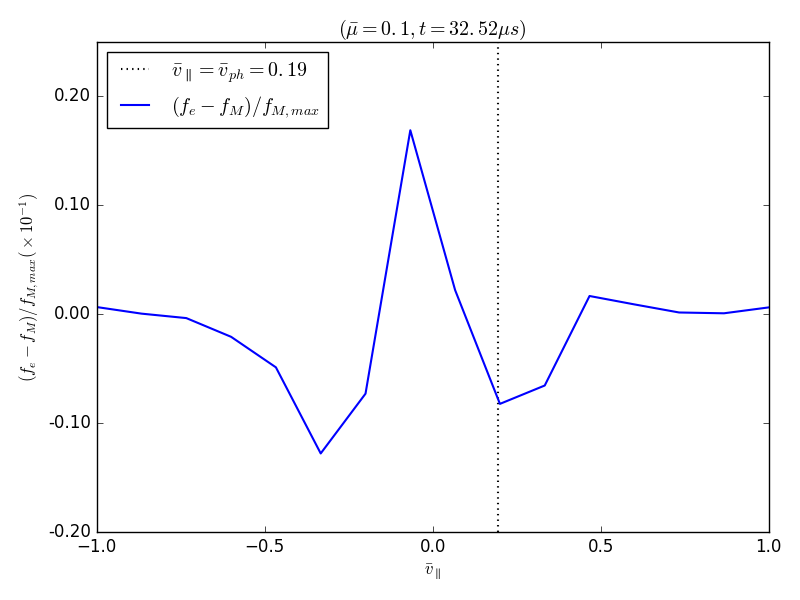 (μ̄ = 0.1, t = 32.52μs)
v̄∥ = v̄ph = 0.19
(fe − fM)/fM,max
0.20
0.10
0.00
-0.10
-0.20
(fe − fM)/fM,max(×10⁻¹)
−1.0 −0.5 0.0 0.5 1.0
v̄∥